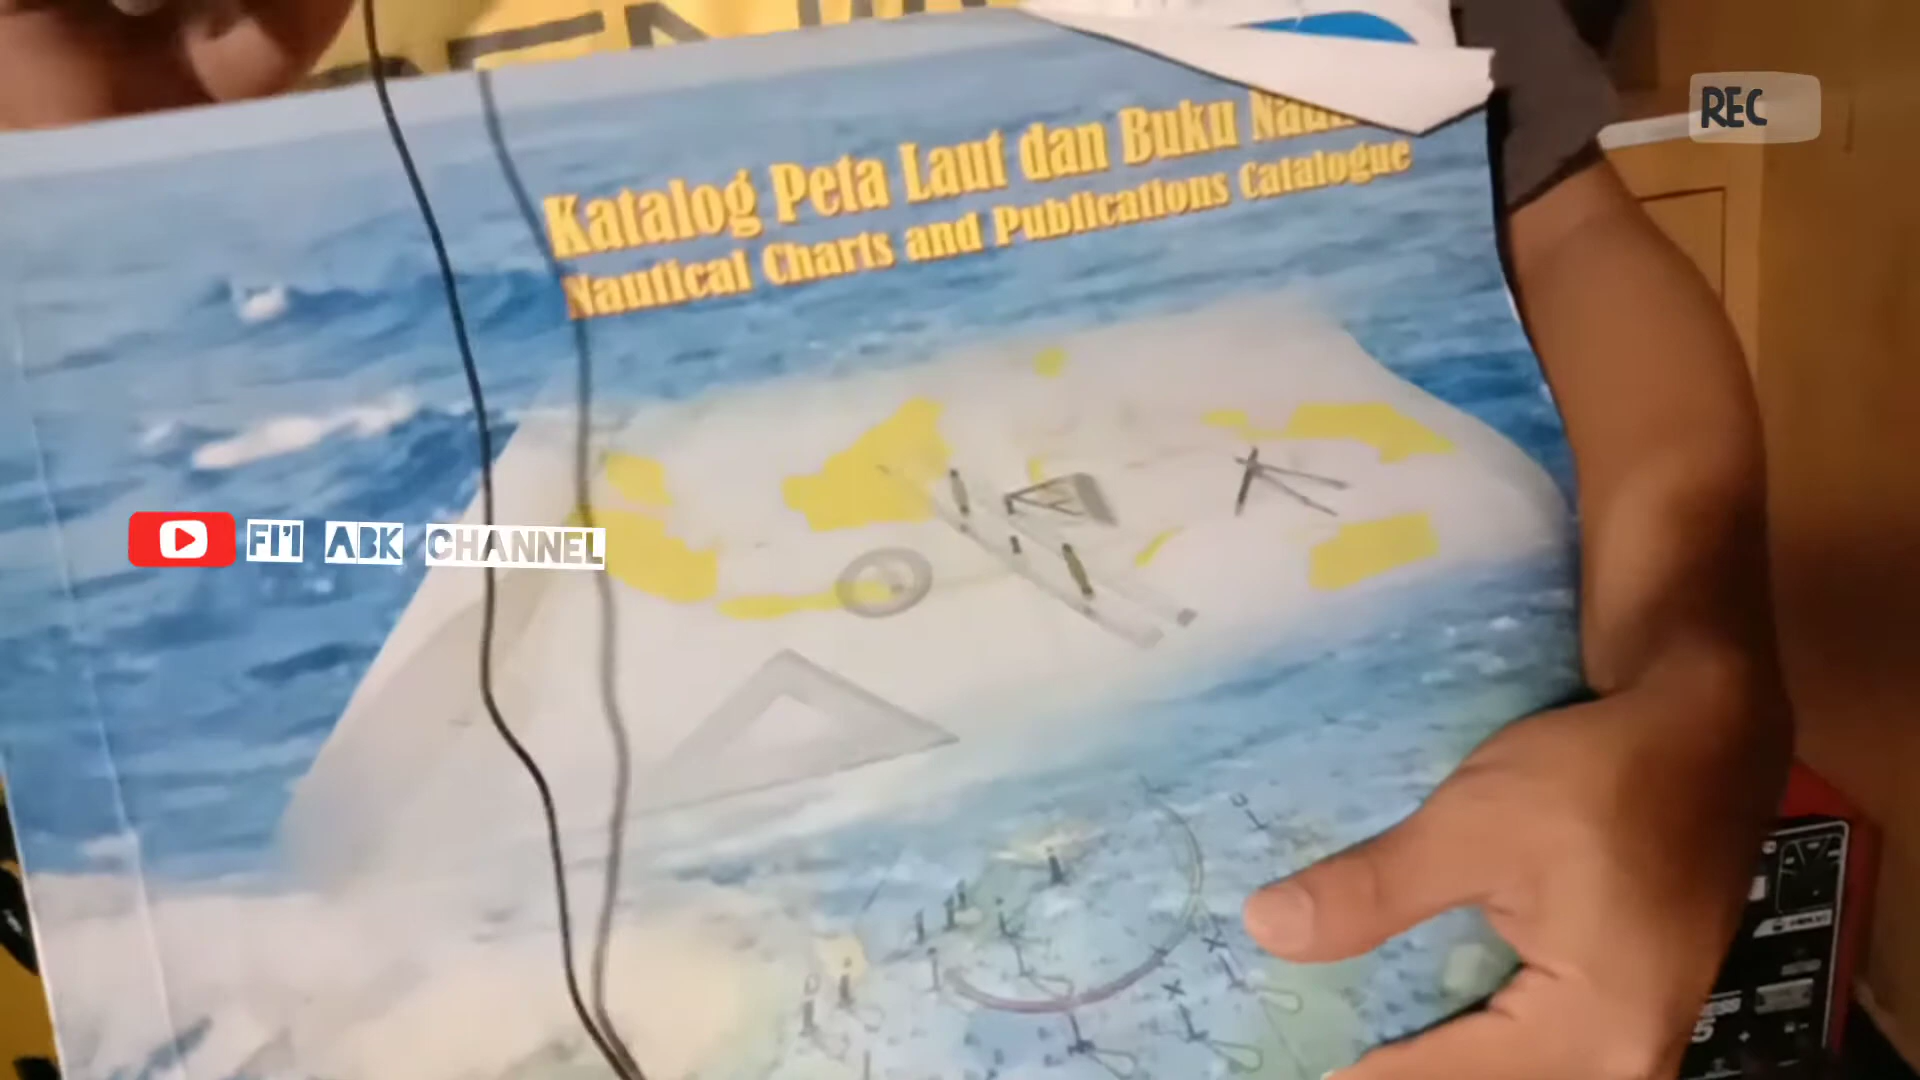 REC
Katalog Peta Laut dan Buku
Nautical Charts and Publications Catalogue
FI'I ABK CHANNEL